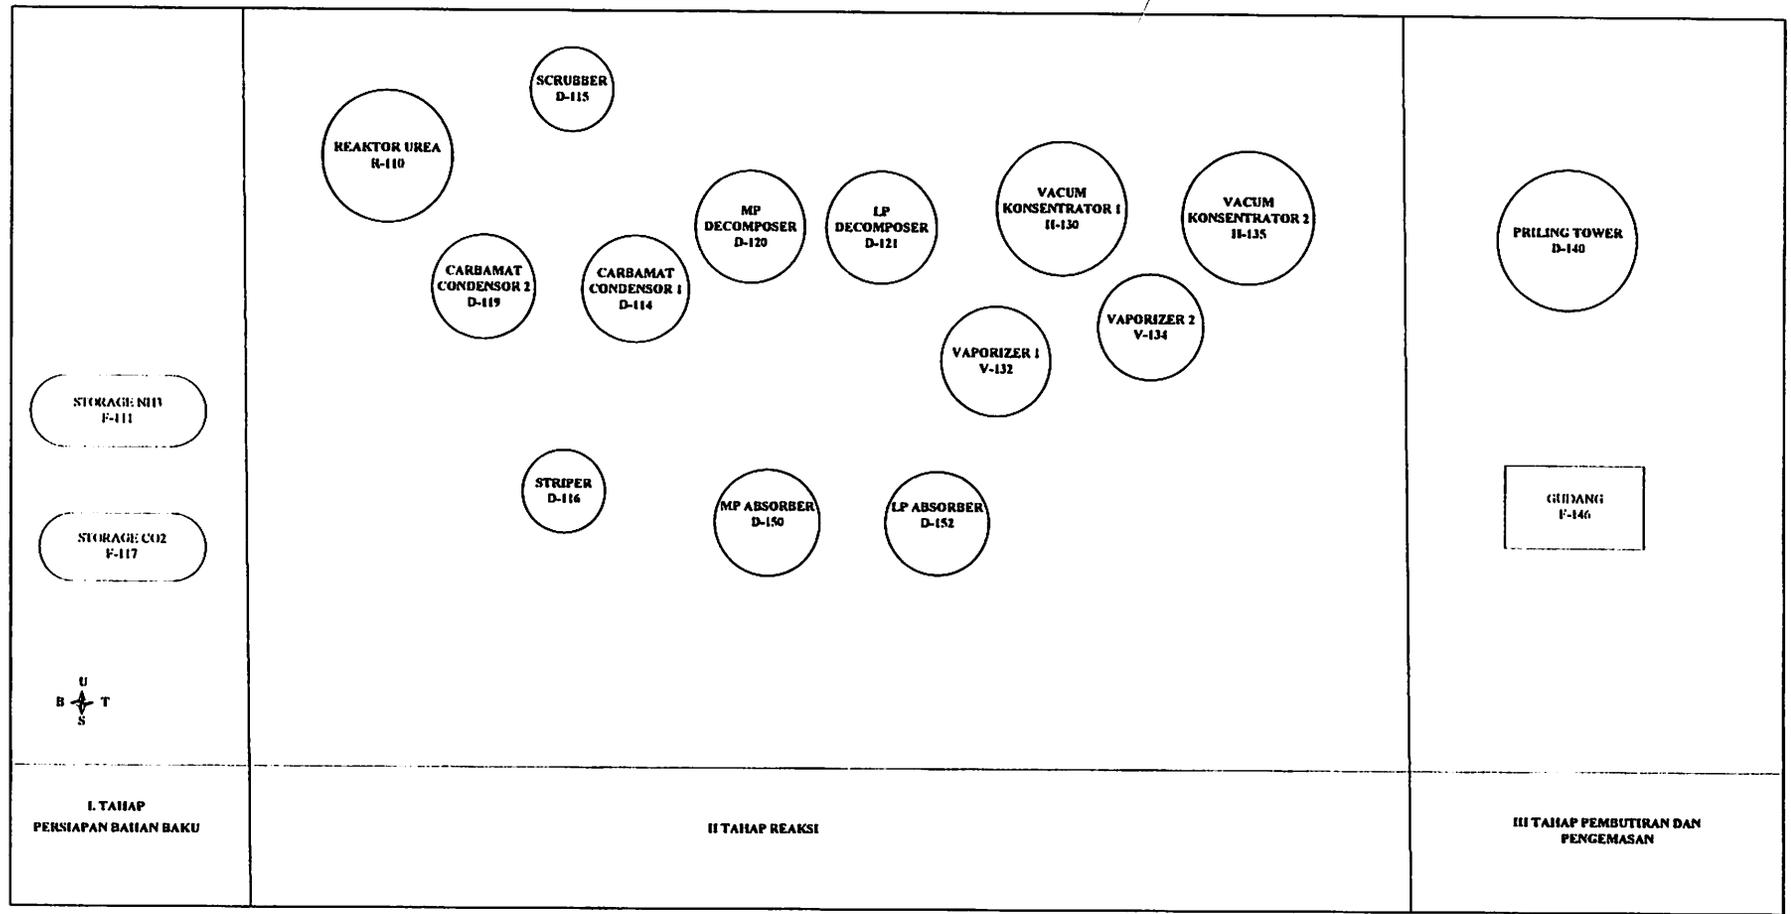 SCRUBBER
D-115
REAKTOR UREA
R-110
MP
DECOMPOSER
D-120
LP
DECOMPOSER
D-121
VACUM
KONSENTRATOR 1
H-130
VACUM
KONSENTRATOR 2
H-135
PRILING TOWER
D-140
CARBAMAT
CONDENSOR 2
D-119
CARBAMAT
CONDENSOR 1
D-114
VAPORIZER 1
V-132
VAPORIZER 2
V-134
STORAGE NH3
F-111
STRIPER
D-116
MP ABSORBER
D-150
LP ABSORBER
D-152
GUDANG
F-146
STORAGE CO2
F-117
U
B T
S
I. TAHAP
PERSIAPAN BAHAN BAKU
II TAHAP REAKSI
III TAHAP PEMBUTIRAN DAN
PENGEMASAN